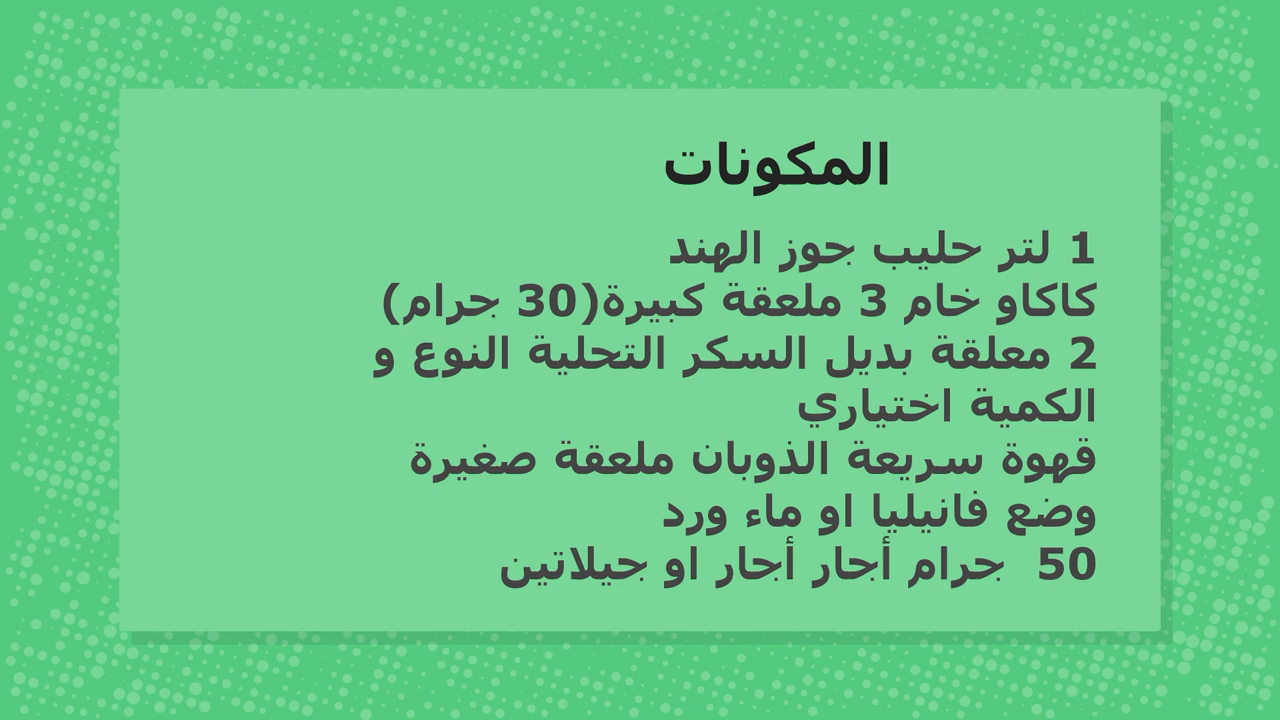 المكونات
1 لتر حليب جوز الهند
كاكاو خام 3 ملعقة كبيرة(30 جرام)
2 معلقة بديل السكر التحلية النوع و
الكمية اختياري
قهوة سريعة الذوبان ملعقة صغيرة
وضع فانيليا او ماء ورد
50 جرام أجار أجار او جيلاتين